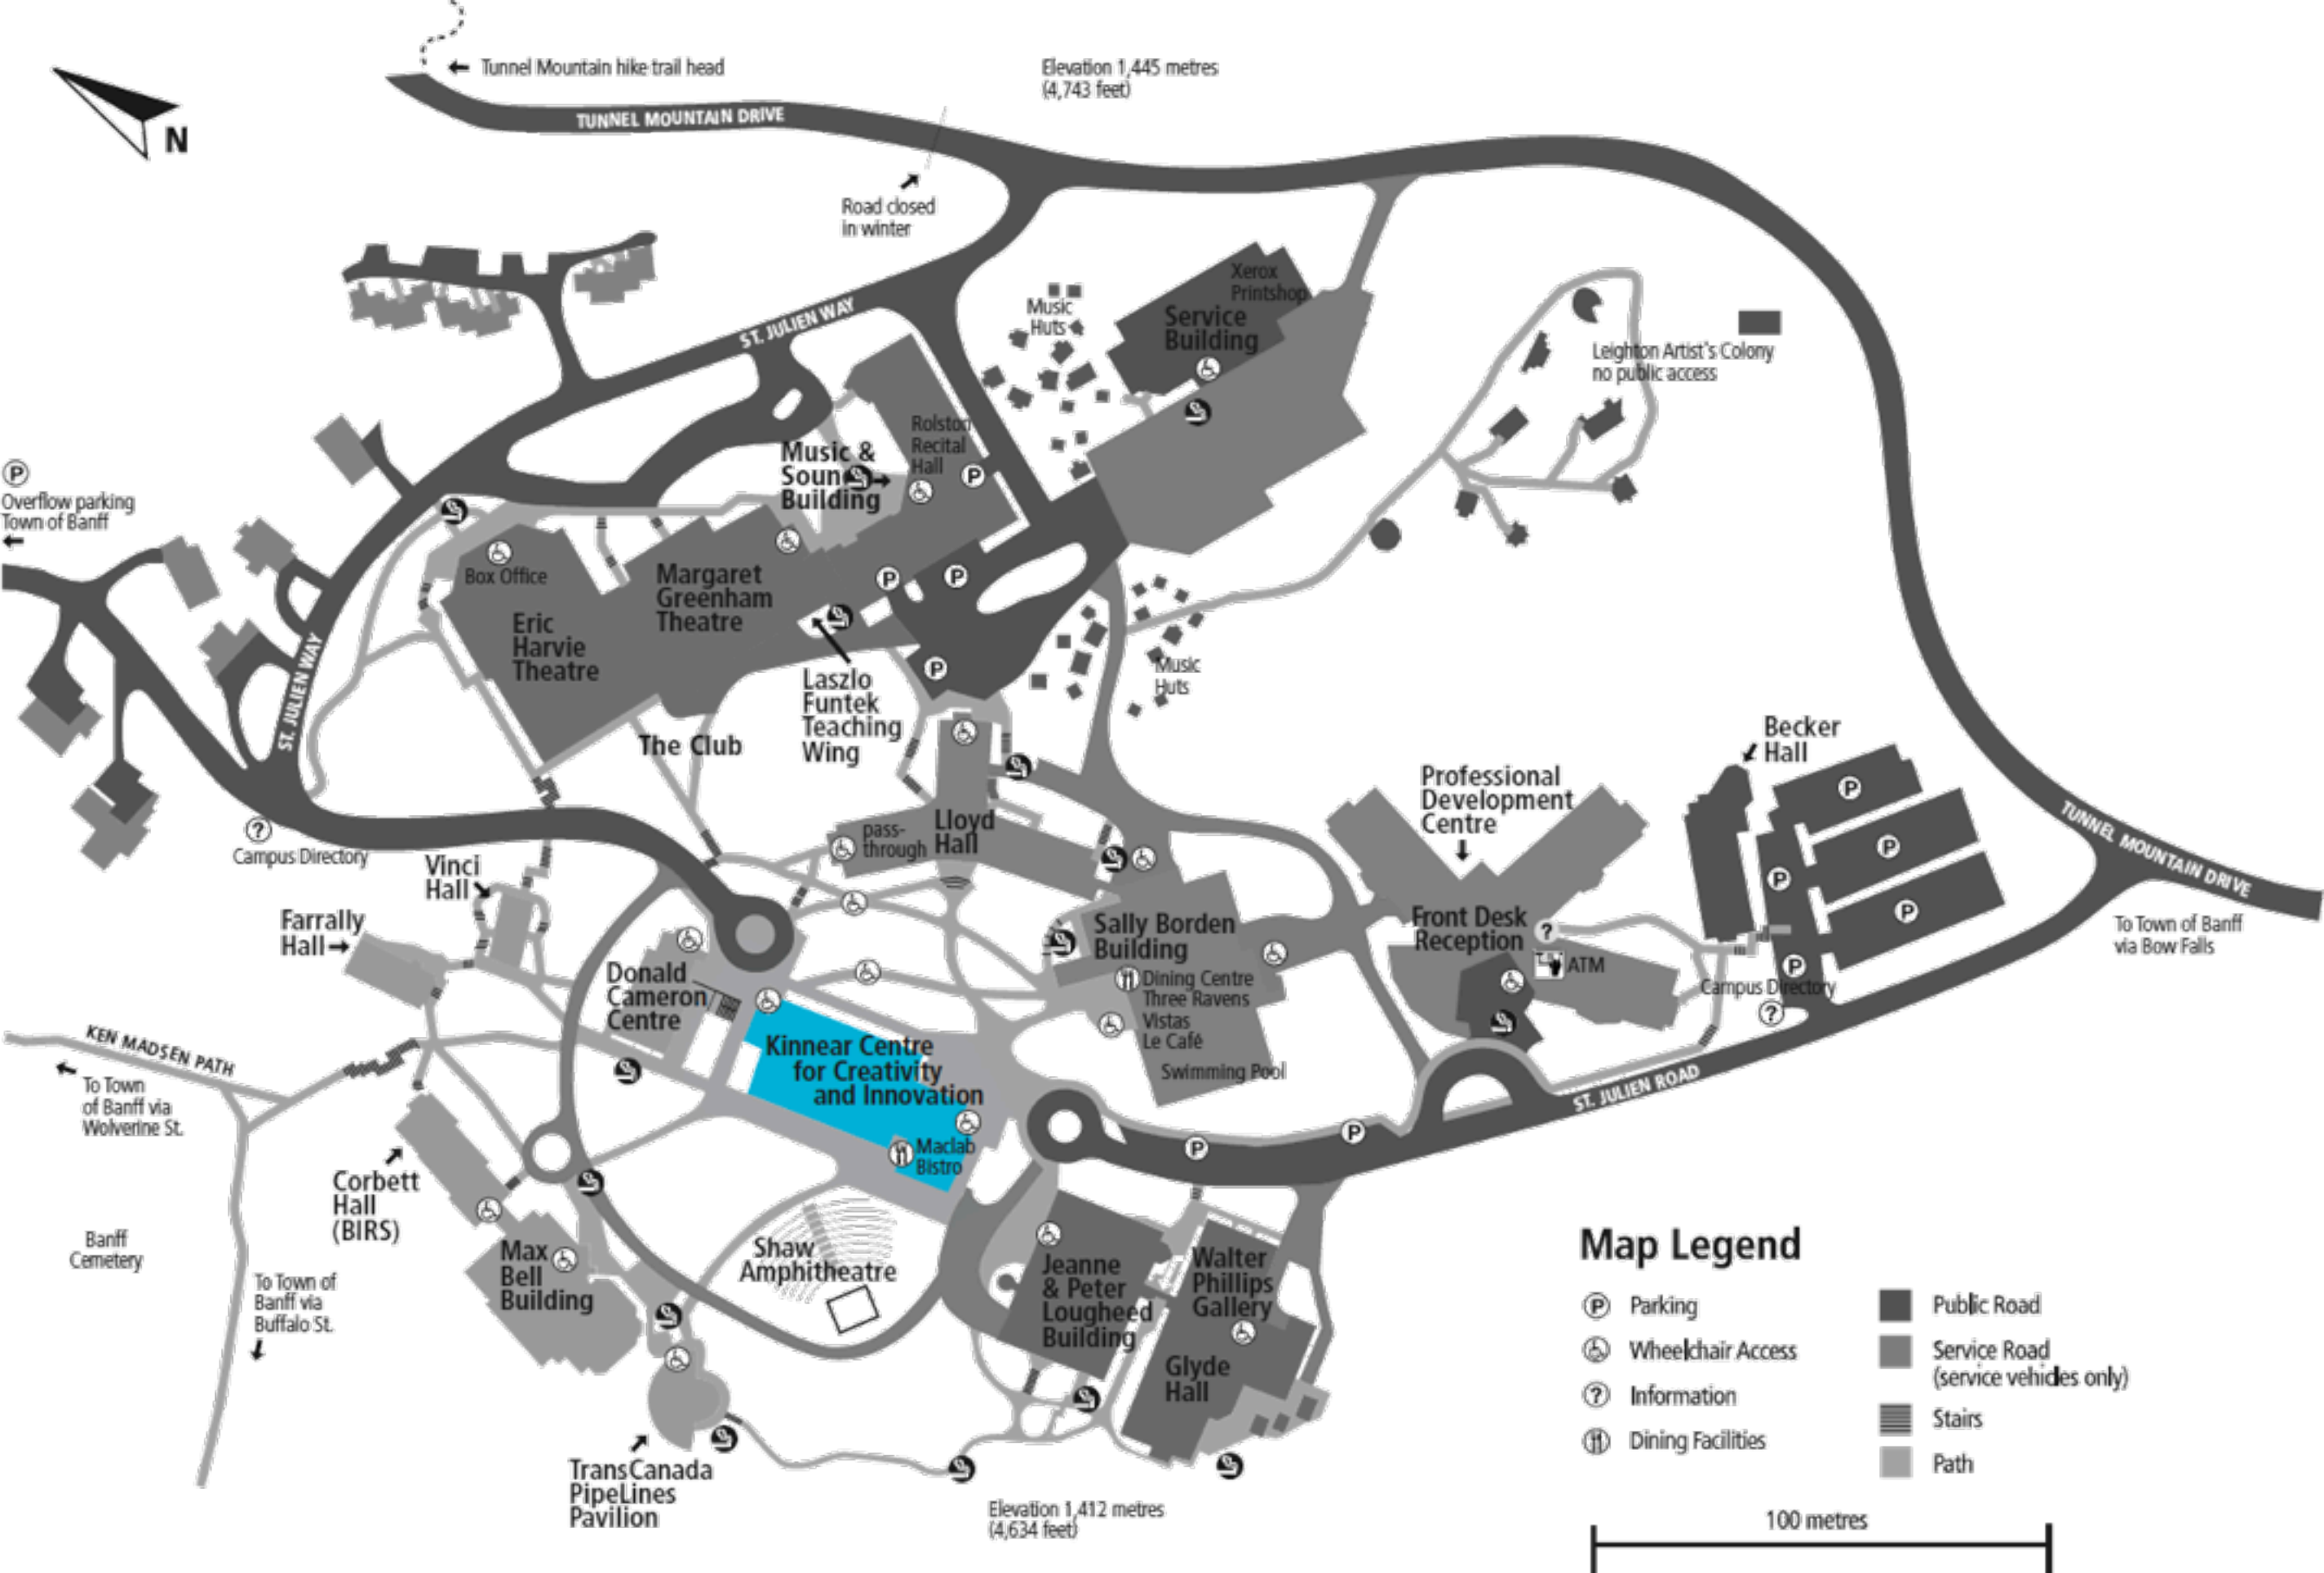 Tunnel Mountain hike trail head
Elevation 1,445 metres
(4,743 feet)
TUNNEL MOUNTAIN DRIVE
N
Road closed
in winter
ST. JULIEN WAY
Music
Huts
Xerox
Printshop
Service
Building
Leighton Artist's Colony
no public access
Rolston
Recital
Hall
P
Music &
Sound
Building
P
Overflow parking
Town of Banff
Box Office
Margaret
Greenham
Theatre
P
P
Eric
Harvie
Theatre
P
Laszlo
Funtek
Teaching
Wing
Music
Huts
ST. JULIEN WAY
The Club
Becker
Hall
P
P
P
P
P
Professional
Development
Centre
TUNNEL MOUNTAIN DRIVE
To Town of Banff
via Bow Falls
?
Campus Directory
pass-
through
Lloyd
Hall
Vinci
Hall
Farrally
Hall
Sally Borden
Building
Dining Centre
Three Ravens
Vistas
Le Café
Swimming Pool
Front Desk
Reception
?
ATM
Campus Directory
?
Donald
Cameron
Centre
KEN MADSEN PATH
To Town
of Banff via
Wolverine St.
Kinnear Centre
for Creativity
and Innovation
Maclab
Bistro
ST. JULIEN ROAD
P
P
Corbett
Hall
(BIRS)
Banff
Cemetery
To Town of
Banff via
Buffalo St.
Max
Bell
Building
Shaw
Amphitheatre
Jeanne
& Peter
Lougheed
Building
Walter
Phillips
Gallery
Glyde
Hall
TransCanada
PipeLines
Pavilion
Elevation 1,412 metres
(4,634 feet)
Map Legend
P Parking
Wheelchair Access
? Information
Dining Facilities
Public Road
Service Road
(service vehicles only)
Stairs
Path
100 metres